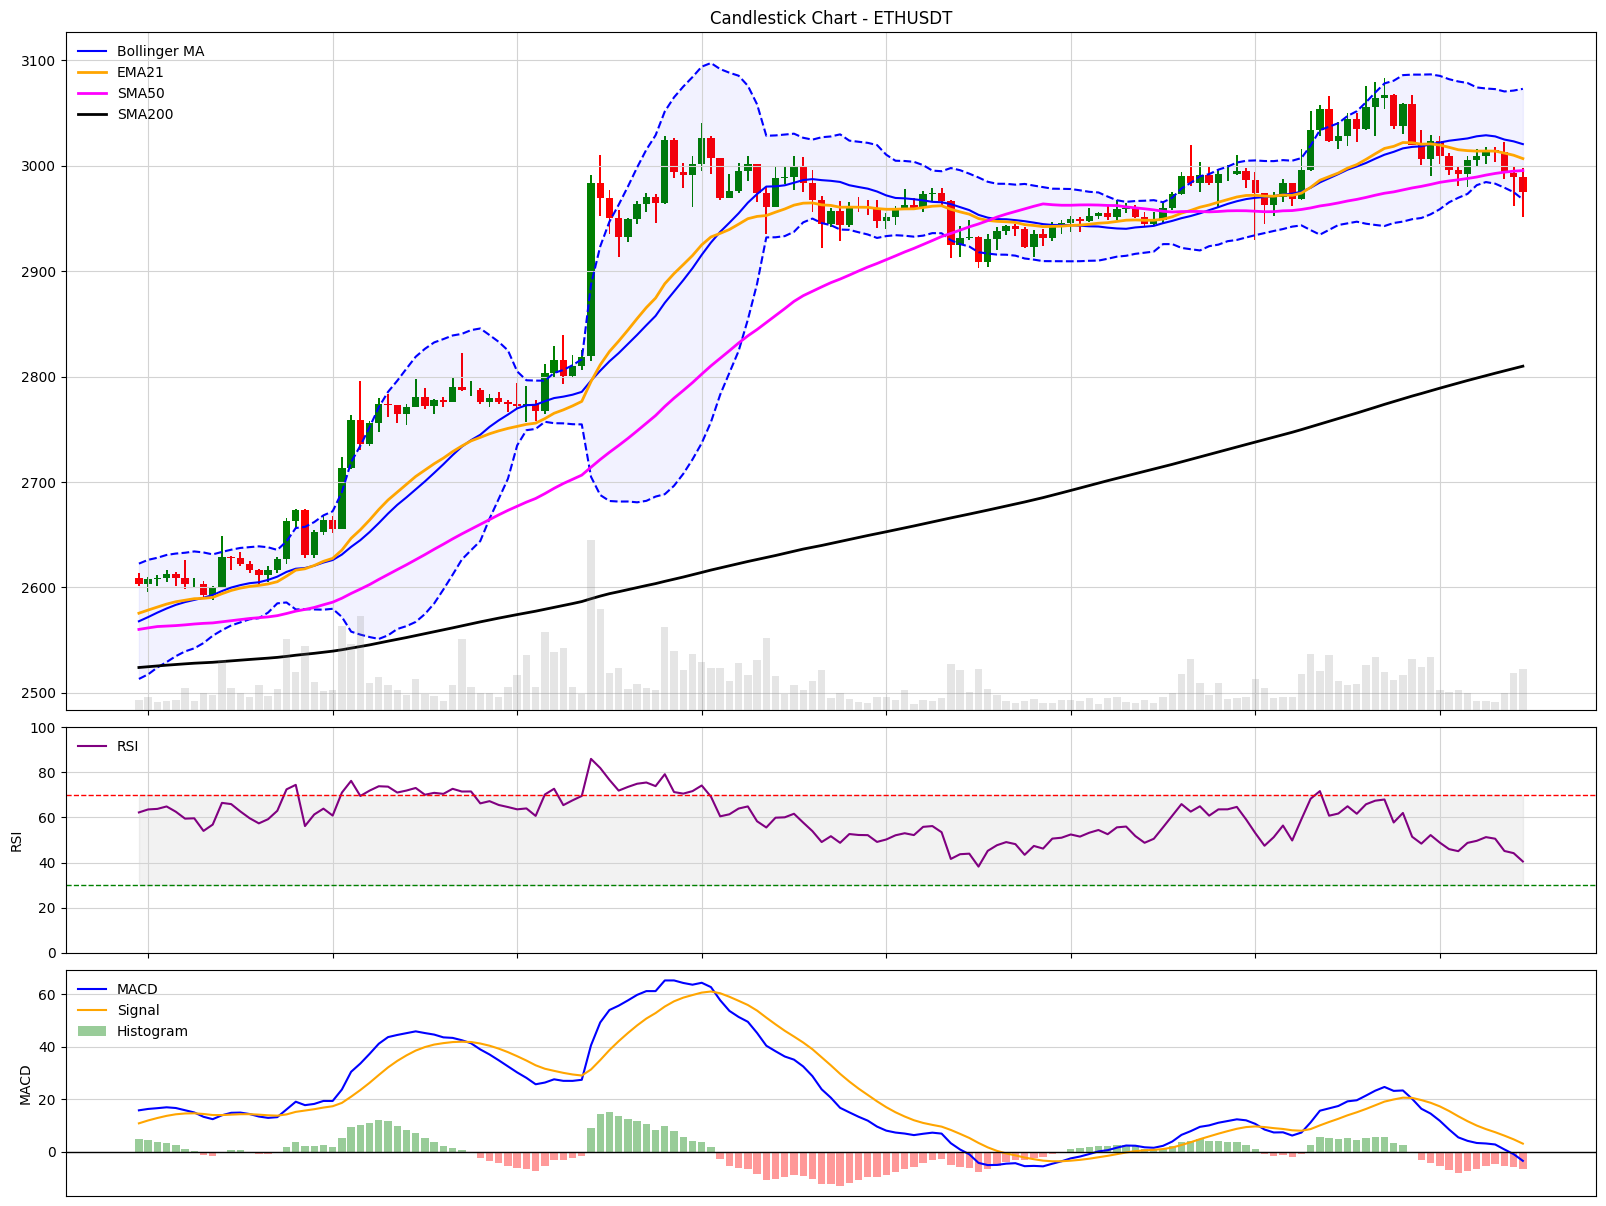 Candlestick Chart - ETHUSDT
Bollinger MA
EMA21
SMA50
SMA200
3100
3000
2900
2800
2700
2600
2500
RSI
100
80
60
40
20
0
RSI
MACD
Signal
Histogram
60
40
20
0
MACD